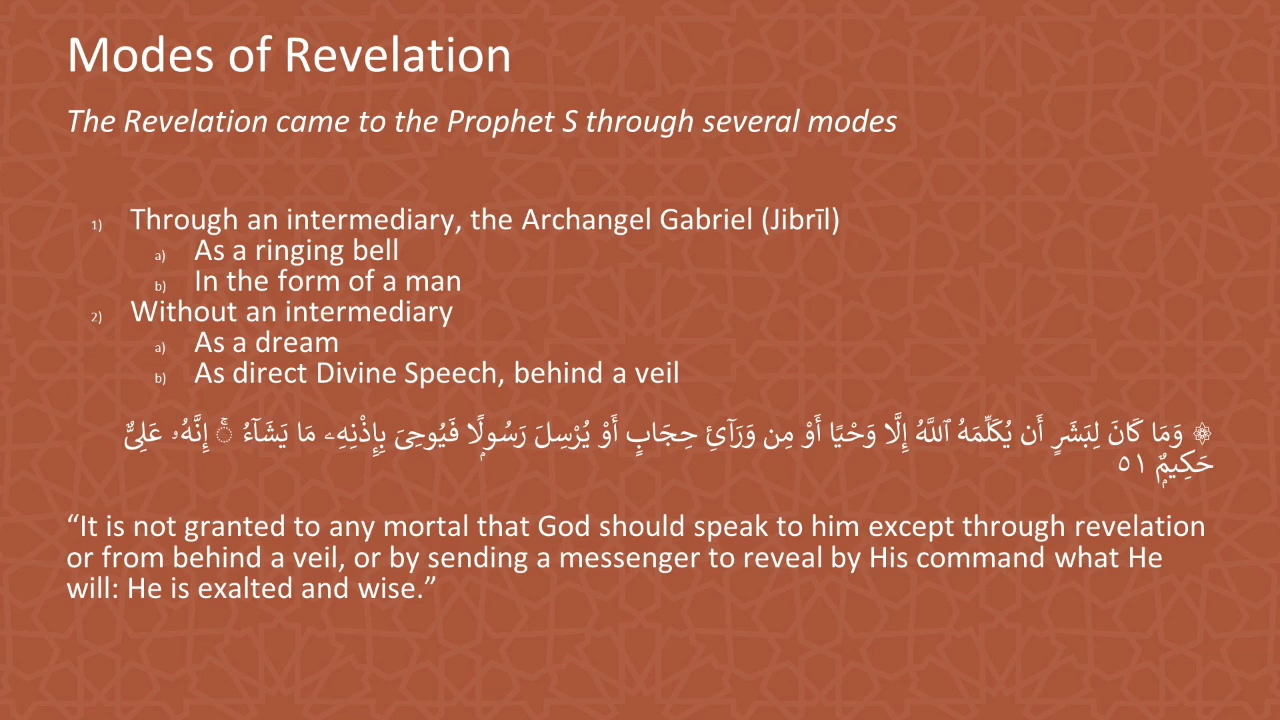 Modes of Revelation
The Revelation came to the Prophet S through several modes
1) Through an intermediary, the Archangel Gabriel (Jibrīl)
a) As a ringing bell
b) In the form of a man
2) Without an intermediary
a) As a dream
b) As direct Divine Speech, behind a veil
۞ وَمَا كَانَ لِبَشَرٍ أَن يُكَلِّمَهُ ٱللَّهُ إِلَّا وَحْيًا أَوْ مِن وَرَآئِ حِجَابٍ أَوْ يُرْسِلَ رَسُولًۭا فَيُوحِىَ بِإِذْنِهِۦ مَا يَشَآءُ ۚ إِنَّهُۥ عَلِىٌّ
حَكِيمٌۭ ٥١
“It is not granted to any mortal that God should speak to him except through revelation
or from behind a veil, or by sending a messenger to reveal by His command what He
will: He is exalted and wise.”